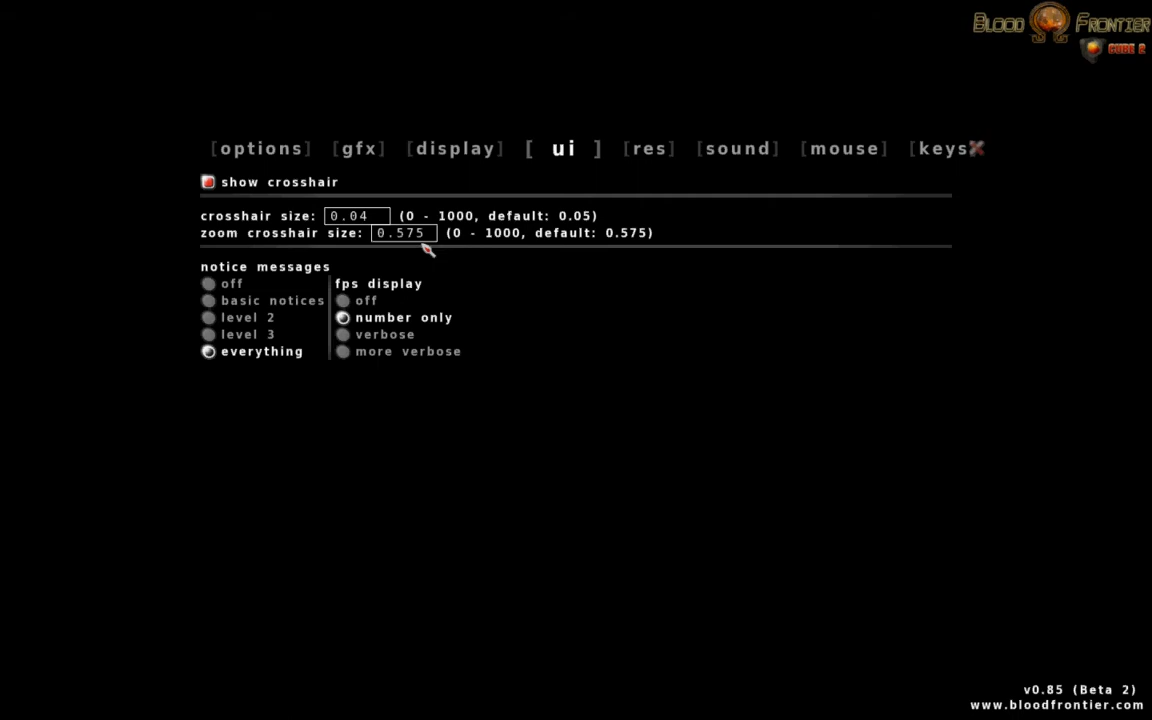 BLOOD FRONTIER
CUBE 2
[options] [gfx] [display] [ ui ] [res] [sound] [mouse] [keys
show crosshair
crosshair size: 0.04 (0 - 1000, default: 0.05)
zoom crosshair size: 0.575 (0 - 1000, default: 0.575)
notice messages
off
basic notices
level 2
level 3
everything
fps display
off
number only
verbose
more verbose
v0.85 (Beta 2)
www.bloodfrontier.com